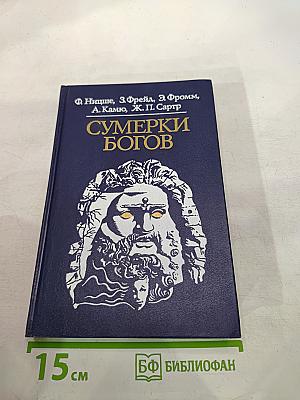 Ф. Ницше, З. Фрейд, Э. Фромм,
А. Камю, Ж. П. Сартр
СУМЕРКИ
БОГОВ
15 см
БФ БИБЛИОФАН